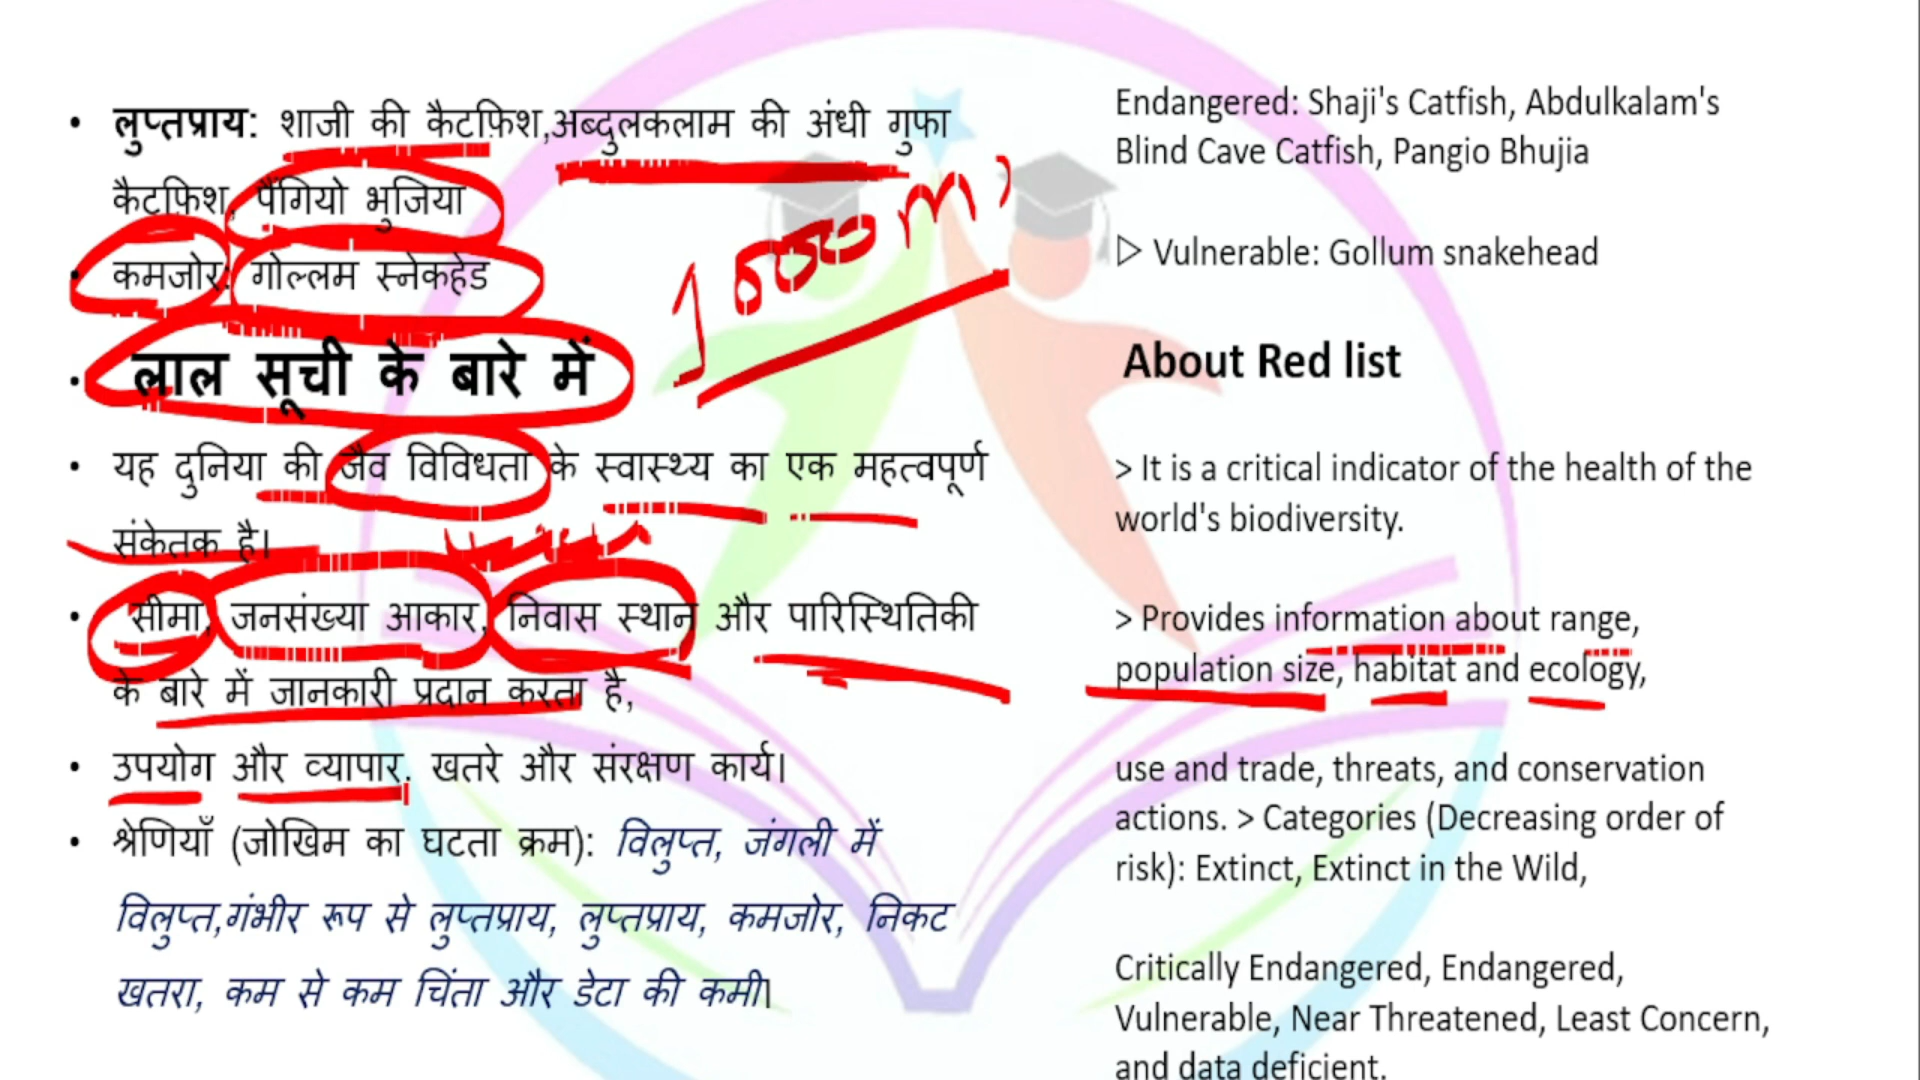 • लुप्तप्राय: शाजी की कैटफ़िश,अब्दुलकलाम की अंधी गुफा
कैटफ़िश, पैंगियो भुजिया
• कमजोर: गोल्लम स्नेकहेड
• लाल सूची के बारे में
• यह दुनिया की जैव विविधता के स्वास्थ्य का एक महत्वपूर्ण
संकेतक है।
• सीमा, जनसंख्या आकार, निवास स्थान और पारिस्थितिकी
के बारे में जानकारी प्रदान करता है,
• उपयोग और व्यापार, खतरे और संरक्षण कार्य।
• श्रेणियाँ (जोखिम का घटता क्रम): विलुप्त, जंगली में
विलुप्त,गंभीर रूप से लुप्तप्राय, लुप्तप्राय, कमजोर, निकट
खतरा, कम से कम चिंता और डेटा की कमी।
1000 m
Endangered: Shaji's Catfish, Abdulkalam's
Blind Cave Catfish, Pangio Bhujia
▷ Vulnerable: Gollum snakehead
About Red list
> It is a critical indicator of the health of the
world's biodiversity.
> Provides information about range,
population size, habitat and ecology,
use and trade, threats, and conservation
actions. > Categories (Decreasing order of
risk): Extinct, Extinct in the Wild,
Critically Endangered, Endangered,
Vulnerable, Near Threatened, Least Concern,
and data deficient.